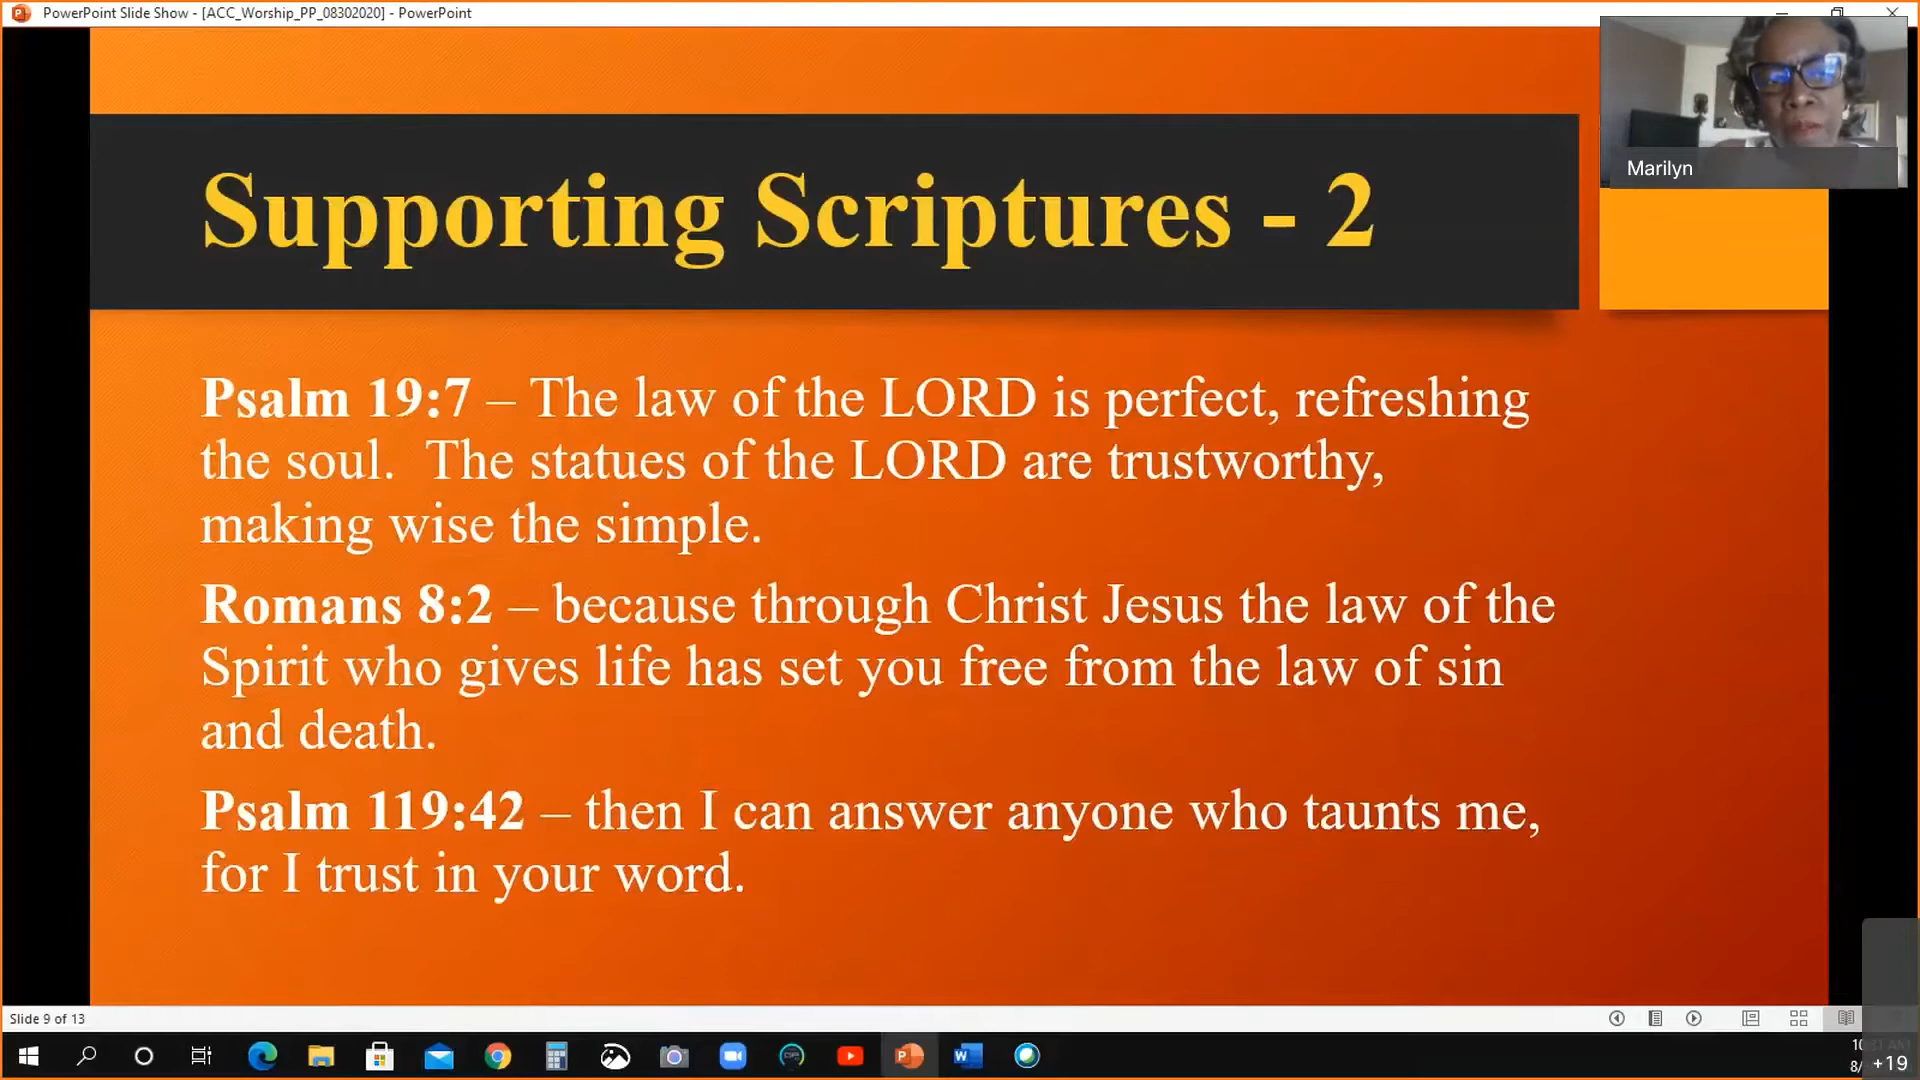 PowerPoint Slide Show - [ACC_Worship_PP_08302020] - PowerPoint
Marilyn
Supporting Scriptures - 2
Psalm 19:7 – The law of the LORD is perfect, refreshing
the soul.  The statues of the LORD are trustworthy,
making wise the simple.
Romans 8:2 – because through Christ Jesus the law of the
Spirit who gives life has set you free from the law of sin
and death.
Psalm 119:42 – then I can answer anyone who taunts me,
for I trust in your word.
Slide 9 of 13
+19